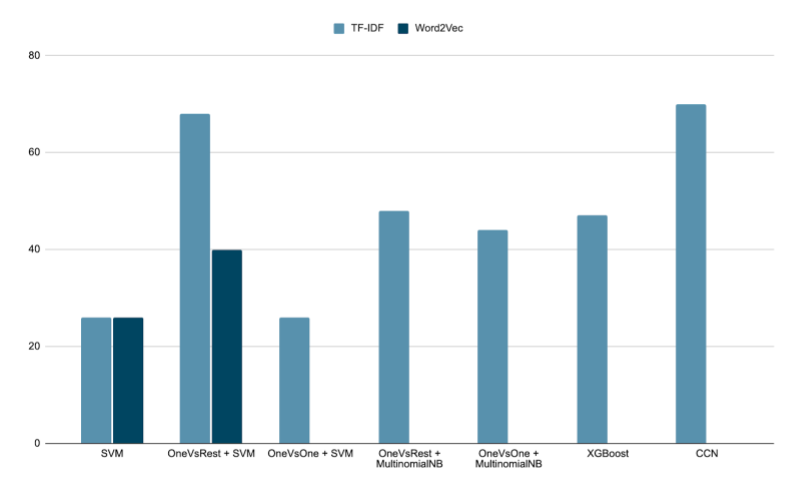 TF-IDF Word2Vec
80
60
40
20
0
SVM OneVsRest + SVM OneVsOne + SVM OneVsRest + OneVsOne + XGBoost CCN
MultinomialNB MultinomialNB